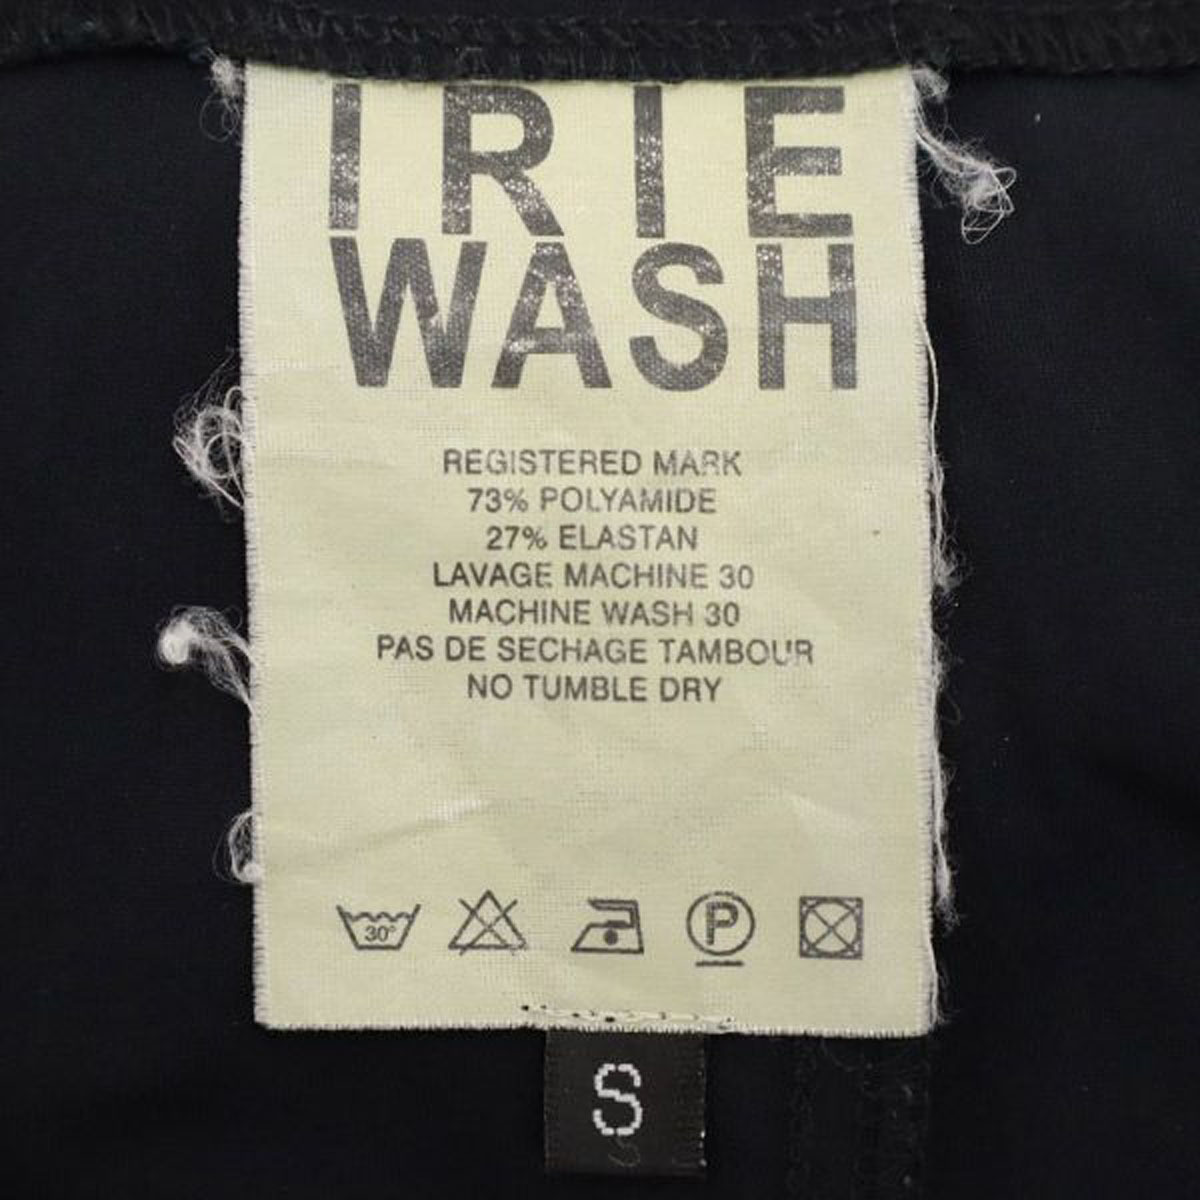 IRIE
WASH
REGISTERED MARK
73% POLYAMIDE
27% ELASTAN
LAVAGE MACHINE 30
MACHINE WASH 30
PAS DE SECHAGE TAMBOUR
NO TUMBLE DRY
30° P
S